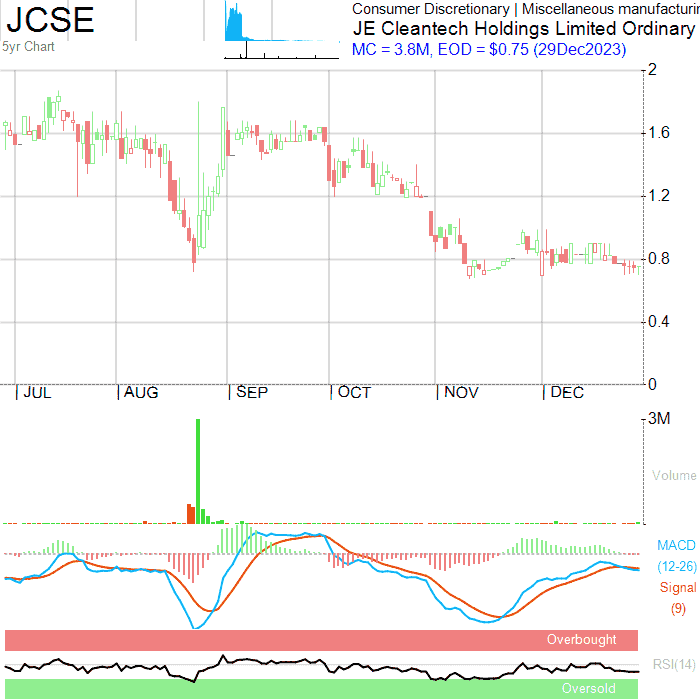 JCSE
5yr Chart
Consumer Discretionary | Miscellaneous manufacturin
JE Cleantech Holdings Limited Ordinary
MC = 3.8M, EOD = $0.75 (29Dec2023)
2
1.6
1.2
0.8
0.4
0
JUL AUG SEP OCT NOV DEC
3M
Volume
MACD
(12-26)
Signal
(9)
Overbought
RSI(14)
Oversold